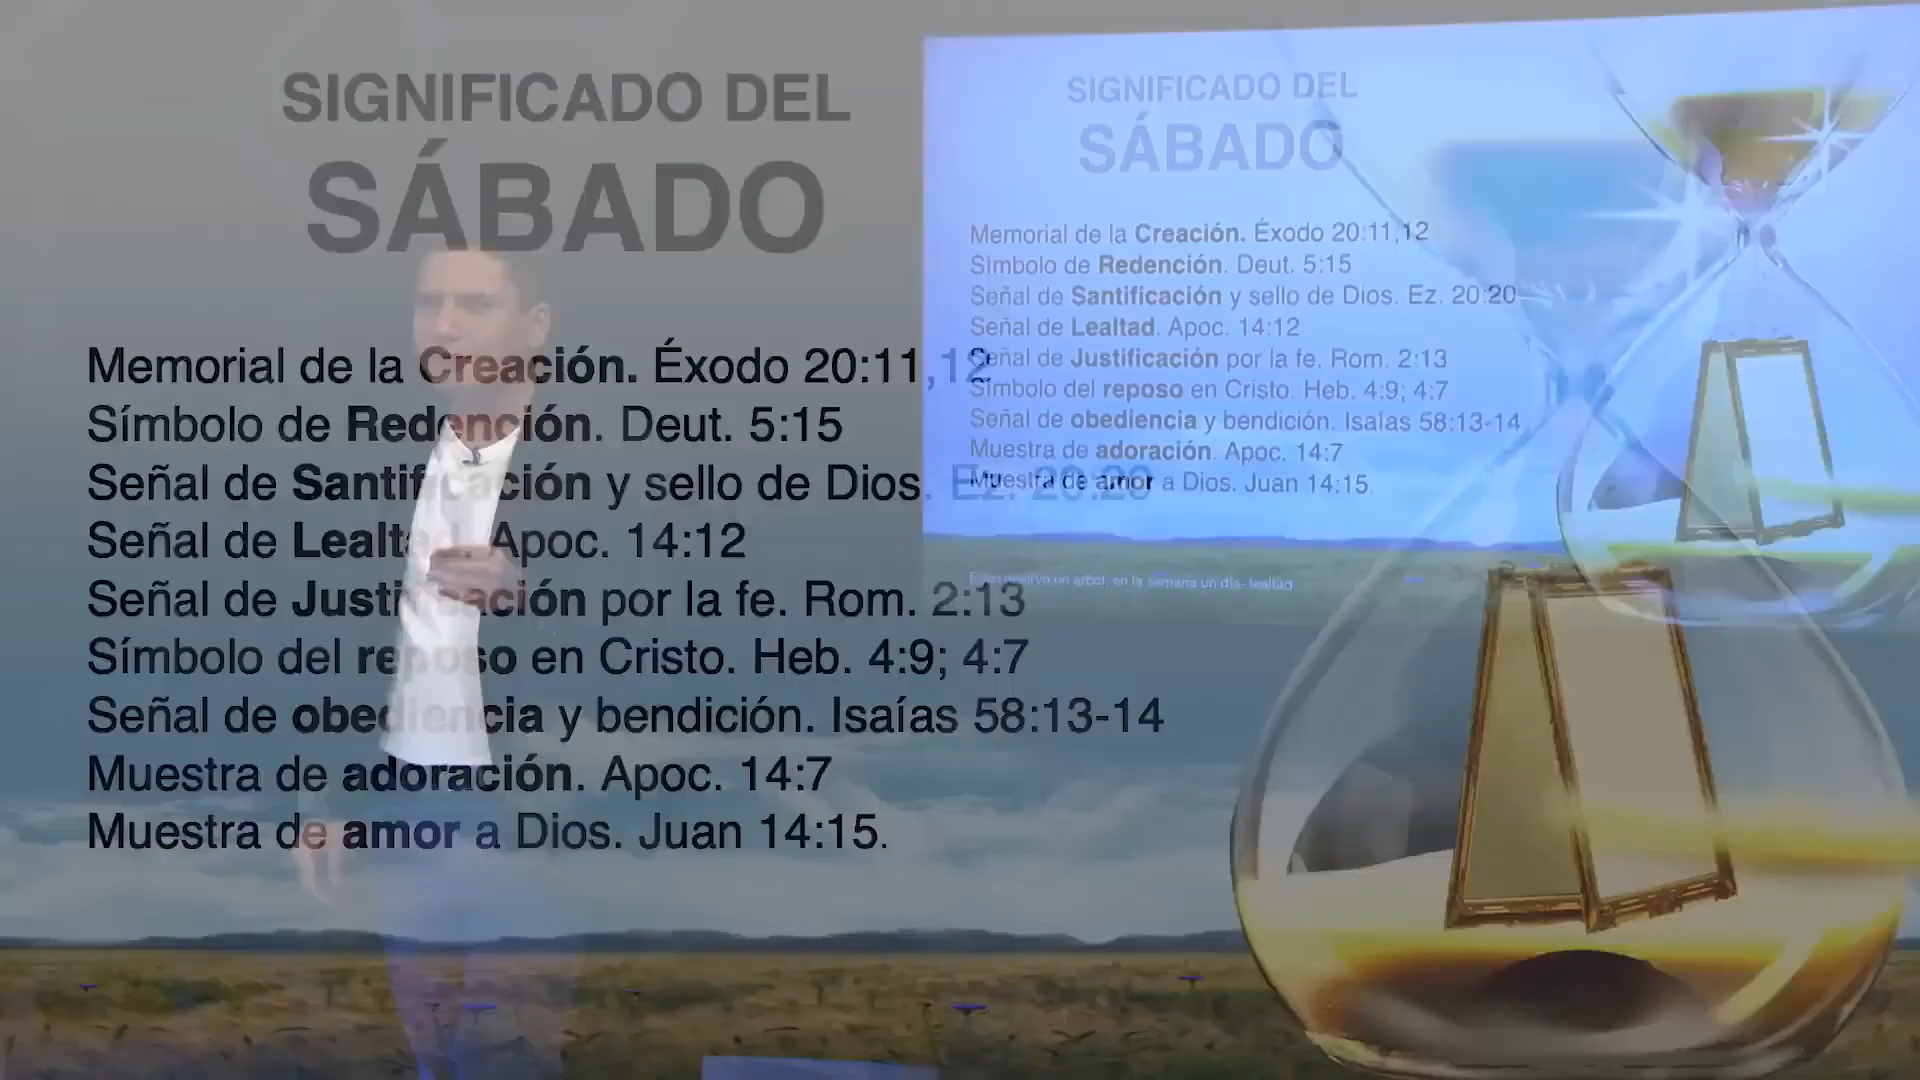 SIGNIFICADO DEL
SÁBADO
Memorial de la Creación. Éxodo 20:11,12
Símbolo de Redención. Deut. 5:15
Señal de Santificación y sello de Dios. Ez. 20:20
Señal de Lealtad. Apoc. 14:12
Señal de Justificación por la fe. Rom. 2:13
Símbolo del reposo en Cristo. Heb. 4:9; 4:7
Señal de obediencia y bendición. Isaías 58:13-14
Muestra de adoración. Apoc. 14:7
Muestra de amor a Dios. Juan 14:15.
SIGNIFICADO DEL
SÁBADO
Memorial de la Creación. Éxodo 20:11,12
Símbolo de Redención. Deut. 5:15
Señal de Santificación y sello de Dios. Ez. 20:20
Señal de Lealtad. Apoc. 14:12
Señal de Justificación por la fe. Rom. 2:13
Símbolo del reposo en Cristo. Heb. 4:9; 4:7
Señal de obediencia y bendición. Isaías 58:13-14
Muestra de adoración. Apoc. 14:7
Muestra de amor a Dios. Juan 14:15.
un árbol, en la semana un día- lealtad